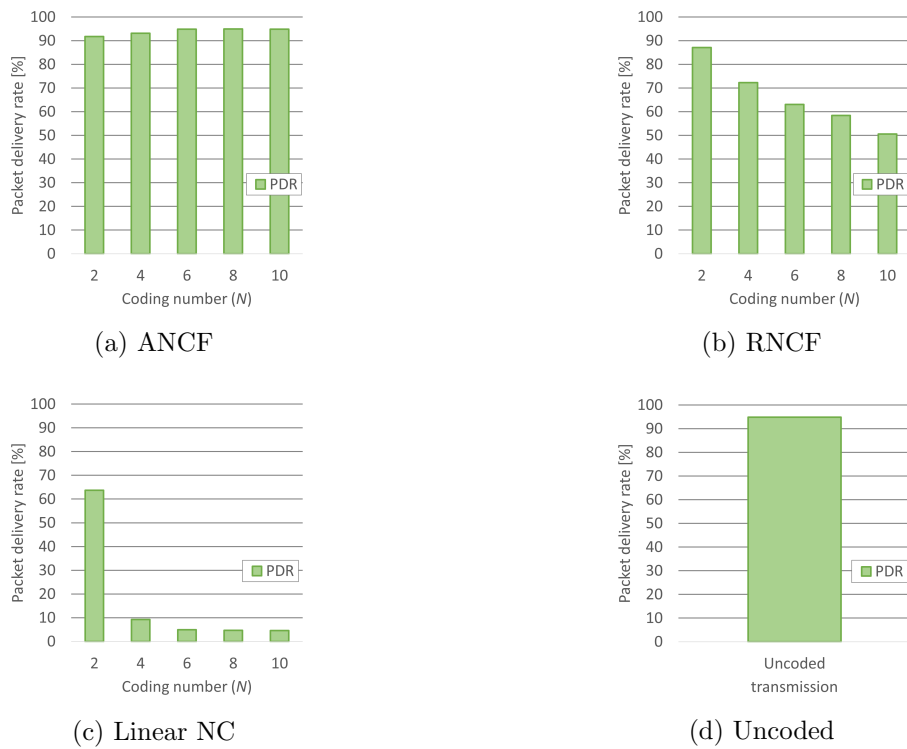 100
90
80
70
60
50
40
30
20
10
0
Packet delivery rate [%]
PDR
2 4 6 8 10
Coding number (N)
(a) ANCF
100
90
80
70
60
50
40
30
20
10
0
Packet delivery rate [%]
PDR
2 4 6 8 10
Coding number (N)
(b) RNCF
100
90
80
70
60
50
40
30
20
10
0
Packet delivery rate [%]
PDR
2 4 6 8 10
Coding number (N)
(c) Linear NC
100
90
80
70
60
50
40
30
20
10
0
Packet delivery rate [%]
PDR
Uncoded
transmission
(d) Uncoded